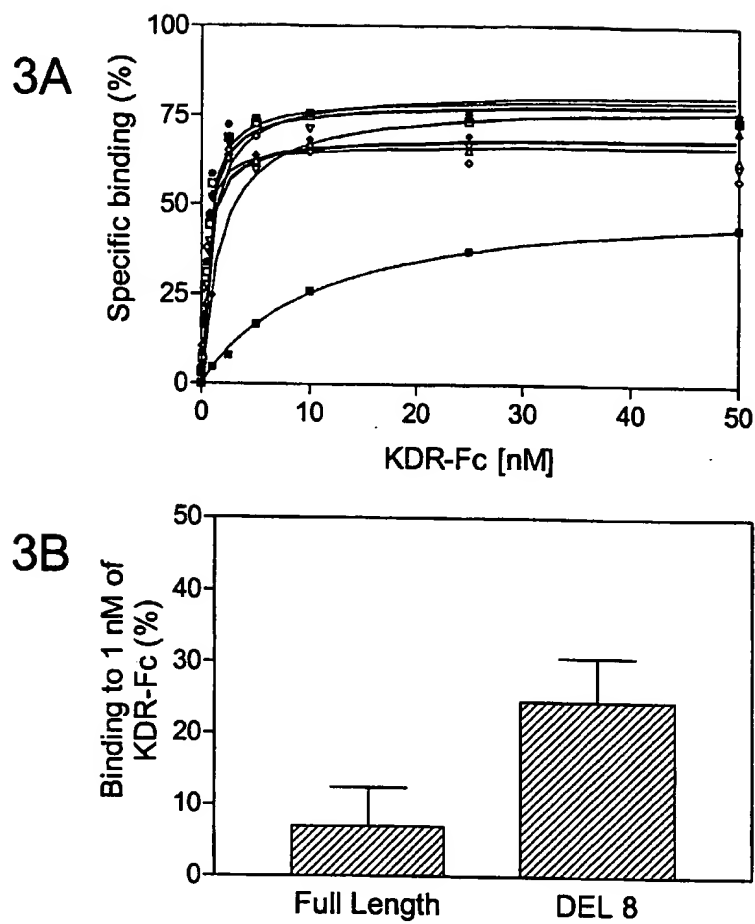 3A
Specific binding (%)
100
75
50
25
0
0 10 20 30 40 50
KDR-Fc [nM]
3B
Binding to 1 nM of
KDR-Fc (%)
50
40
30
20
10
0
Full Length DEL 8